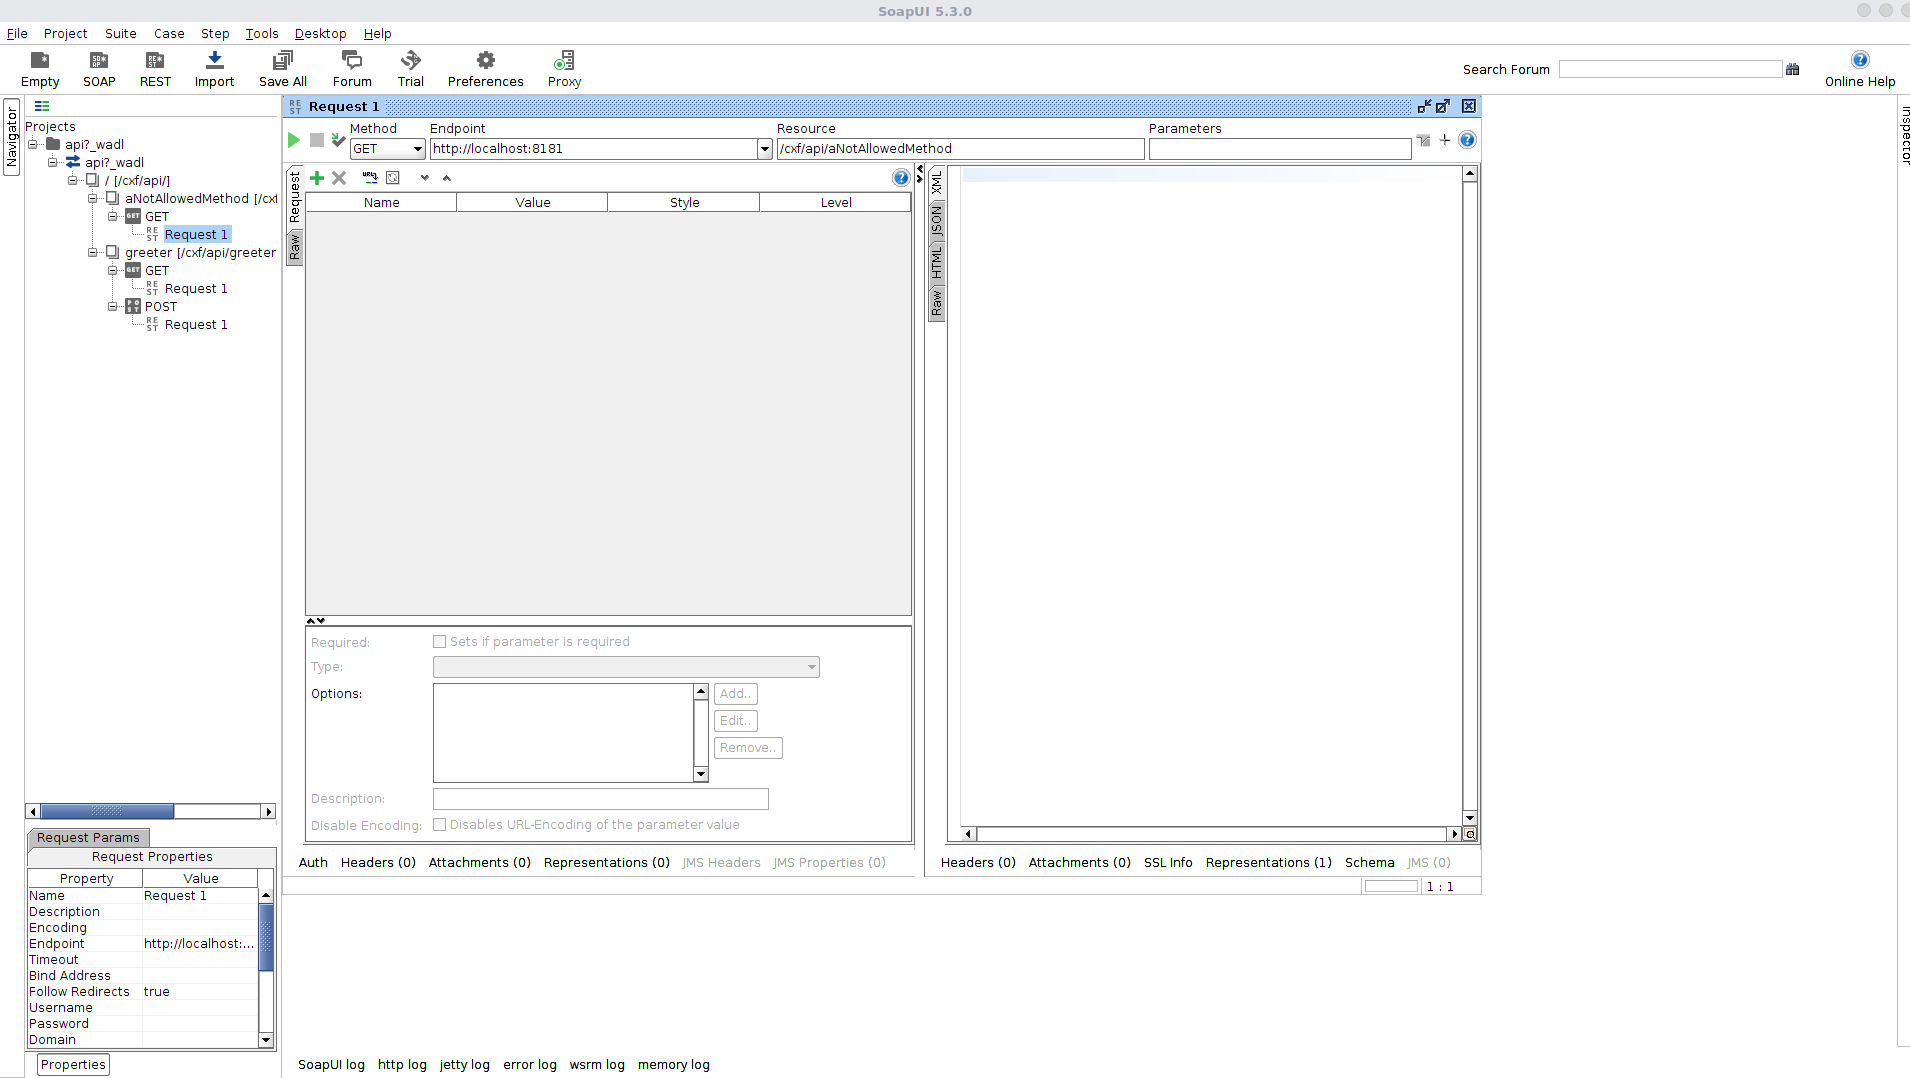 SoapUI 5.3.0
File Project Suite Case Step Tools Desktop Help
Empty SOAP REST Import Save All Forum Trial Preferences Proxy Search Forum Online Help
Navigator
Projects
api?_wadl
api?_wadl
/ [/cxf/api/]
aNotAllowedMethod [/cxf
GET
Request 1
greeter [/cxf/api/greeter
GET
Request 1
POST
Request 1
Request 1
Method Endpoint Resource Parameters
GET http://localhost:8181 /cxf/api/aNotAllowedMethod
Request
Raw
Name Value Style Level
XML
JSON
HTML
Raw
Inspector
Required: Sets if parameter is required
Type:
Options: Add..
Edit..
Remove..
Description:
Disable Encoding: Disables URL-Encoding of the parameter value
Auth Headers (0) Attachments (0) Representations (0) JMS Headers JMS Properties (0)
Headers (0) Attachments (0) SSL Info Representations (1) Schema JMS (0)
1 : 1
Request Params
Request Properties
Property Value
Name Request 1
Description
Encoding
Endpoint http://localhost:...
Timeout
Bind Address
Follow Redirects true
Username
Password
Domain
Properties
SoapUI log http log jetty log error log wsrm log memory log